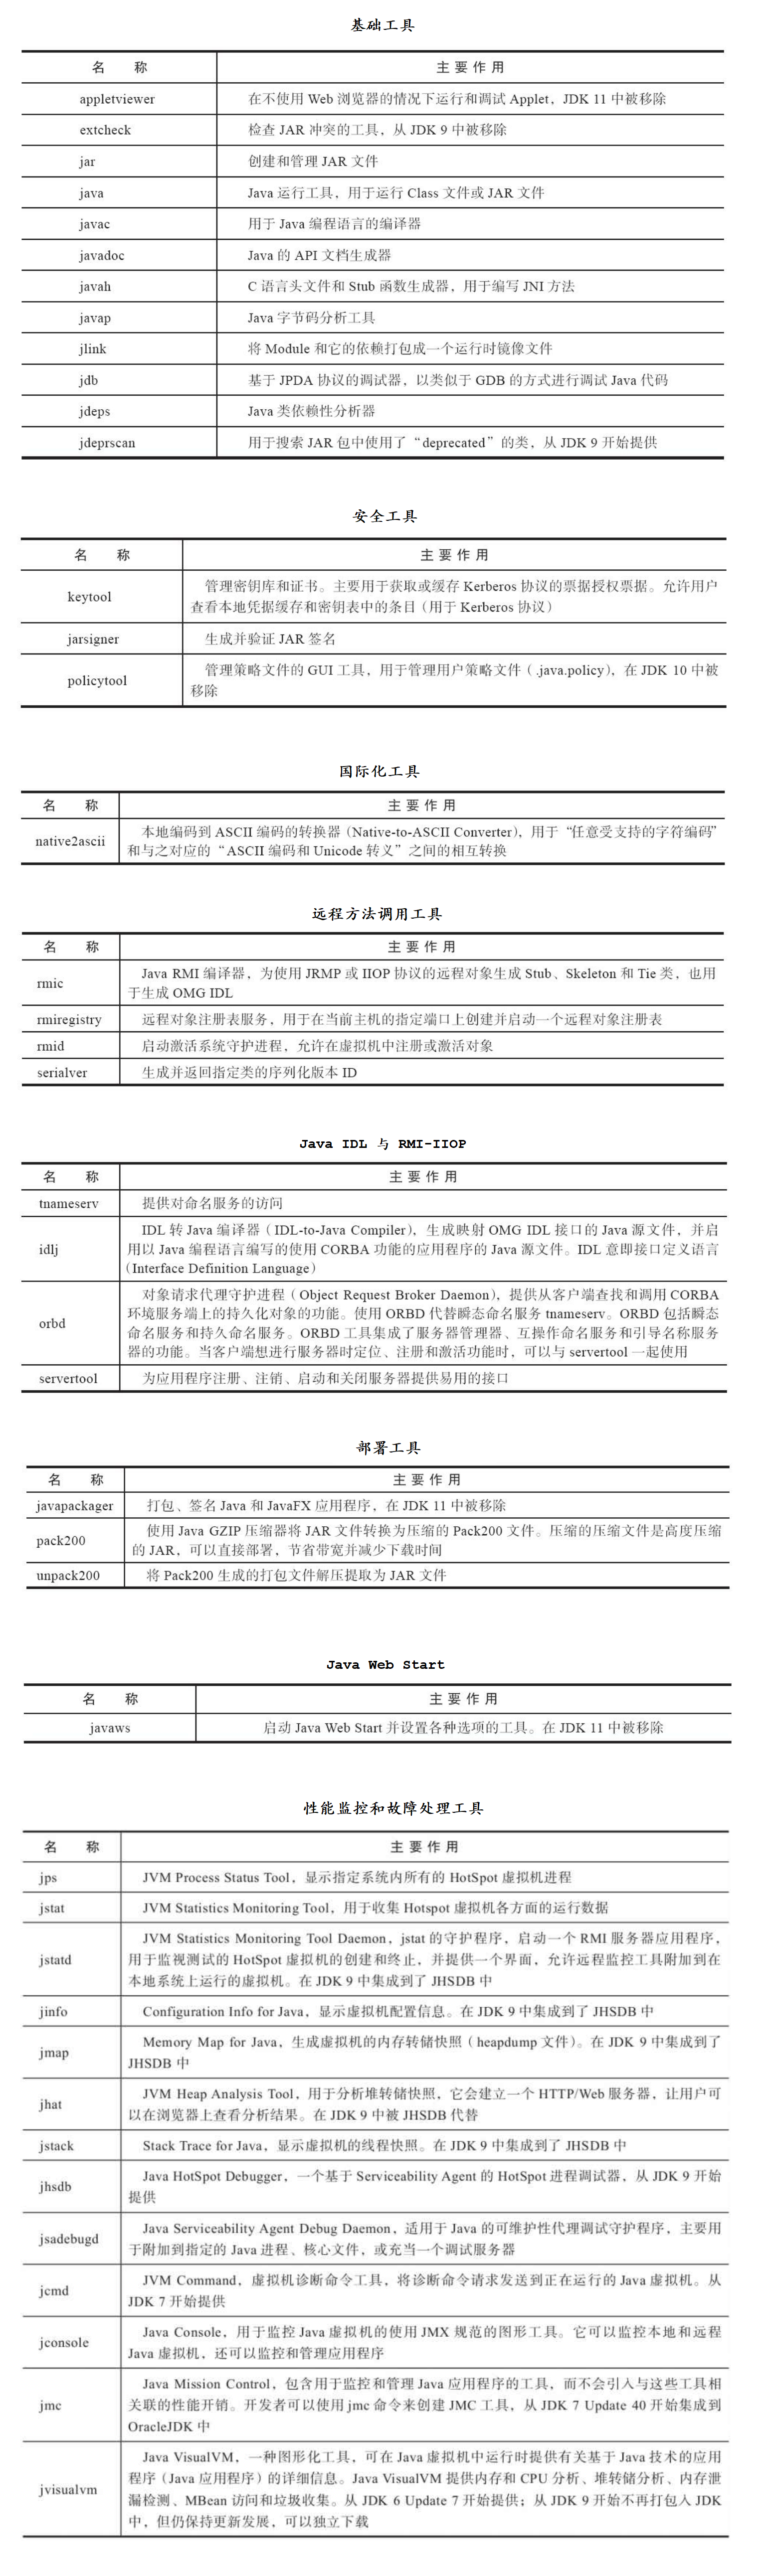 基础工具
名 称 主要作用
appletviewer 在不使用 Web 浏览器的情况下运行和调试 Applet，JDK 11 中被移除
extcheck 检查 JAR 冲突的工具，从 JDK 9 中被移除
jar 创建和管理 JAR 文件
java Java 运行工具，用于运行 Class 文件或 JAR 文件
javac 用于 Java 编程语言的编译器
javadoc Java 的 API 文档生成器
javah C 语言头文件和 Stub 函数生成器，用于编写 JNI 方法
javap Java 字节码分析工具
jlink 将 Module 和它的依赖打包成一个运行时镜像文件
jdb 基于 JPDA 协议的调试器，以类似于 GDB 的方式进行调试 Java 代码
jdeps Java 类依赖性分析器
jdeprscan 用于搜索 JAR 包中使用了“deprecated”的类，从 JDK 9 开始提供
安全工具
名 称 主要作用
keytool 管理密钥库和证书。主要用于获取或缓存 Kerberos 协议的票据授权票据。允许用户
查看本地凭据缓存和密钥表中的条目（用于 Kerberos 协议）
jarsigner 生成并验证 JAR 签名
policytool 管理策略文件的 GUI 工具，用于管理用户策略文件（.java.policy），在 JDK 10 中被
移除
国际化工具
名 称 主要作用
native2ascii 本地编码到 ASCII 编码的转换器（Native-to-ASCII Converter），用于“任意受支持的字符编码”
和与之对应的“ASCII 编码和 Unicode 转义”之间的相互转换
远程方法调用工具
名 称 主要作用
rmic Java RMI 编译器，为使用 JRMP 或 IIOP 协议的远程对象生成 Stub、Skeleton 和 Tie 类，也用
于生成 OMG IDL
rmiregistry 远程对象注册表服务，用于在当前主机的指定端口上创建并启动一个远程对象注册表
rmid 启动激活系统守护进程，允许在虚拟机中注册或激活对象
serialver 生成并返回指定类的序列化版本 ID
Java IDL 与 RMI-IIOP
名 称 主要作用
tnameserv 提供对命名服务的访问
idlj IDL 转 Java 编译器（IDL-to-Java Compiler），生成映射 OMG IDL 接口的 Java 源文件，并启
用以 Java 编程语言编写的使用 CORBA 功能的应用程序的 Java 源文件。IDL 意即接口定义语言
（Interface Definition Language）
orbd 对象请求代理守护进程（Object Request Broker Daemon），提供从客户端查找和调用 CORBA
环境服务端上的持久化对象的功能。使用 ORBD 代替瞬态命名服务 tnameserv。ORBD 包括瞬态
命名服务和持久命名服务。ORBD 工具集成了服务器管理器、互操作命名服务和引导名称服务
器的功能。当客户端想进行服务器时定位、注册和激活功能时，可以与 servertool 一起使用
servertool 为应用程序注册、注销、启动和关闭服务器提供易用的接口
部署工具
名 称 主要作用
javapackager 打包、签名 Java 和 JavaFX 应用程序，在 JDK 11 中被移除
pack200 使用 Java GZIP 压缩器将 JAR 文件转换为压缩的 Pack200 文件。压缩的压缩文件是高度压缩
的 JAR，可以直接部署，节省带宽并减少下载时间
unpack200 将 Pack200 生成的打包文件解压提取为 JAR 文件
Java Web Start
名 称 主要作用
javaws 启动 Java Web Start 并设置各种选项的工具。在 JDK 11 中被移除
性能监控和故障处理工具
名 称 主要作用
jps JVM Process Status Tool，显示指定系统内所有的 HotSpot 虚拟机进程
jstat JVM Statistics Monitoring Tool，用于收集 Hotspot 虚拟机各方面的运行数据
jstatd JVM Statistics Monitoring Tool Daemon，jstat 的守护程序，启动一个 RMI 服务器应用程序，
用于监视测试的 HotSpot 虚拟机的创建和终止，并提供一个界面，允许远程监控工具附加到在
本地系统上运行的虚拟机。在 JDK 9 中集成到了 JHSDB 中
jinfo Configuration Info for Java，显示虚拟机配置信息。在 JDK 9 中集成到了 JHSDB 中
jmap Memory Map for Java，生成虚拟机的内存转储快照（heapdump 文件）。在 JDK 9 中集成到了
JHSDB 中
jhat JVM Heap Analysis Tool，用于分析堆转储快照，它会建立一个 HTTP/Web 服务器，让用户可
以在浏览器上查看分析结果。在 JDK 9 中被 JHSDB 代替
jstack Stack Trace for Java，显示虚拟机的线程快照。在 JDK 9 中集成到了 JHSDB 中
jhsdb Java HotSpot Debugger，一个基于 Serviceability Agent 的 HotSpot 进程调试器，从 JDK 9 开始
提供
jsadebugd Java Serviceability Agent Debug Daemon，适用于 Java 的可维护性代理调试守护程序，主要用
于附加到指定的 Java 进程、核心文件，或充当一个调试服务器
jcmd JVM Command，虚拟机诊断命令工具，将诊断命令请求发送到正在运行的 Java 虚拟机。从
JDK 7 开始提供
jconsole Java Console，用于监控 Java 虚拟机的使用 JMX 规范的图形工具。它可以监控本地和远程
Java 虚拟机，还可以监控和管理应用程序
jmc Java Mission Control，包含用于监控和管理 Java 应用程序的工具，而不会引入与这些工具相
关联的性能开销。开发者可以使用 jmc 命令来创建 JMC 工具，从 JDK 7 Update 40 开始集成到
OracleJDK 中
jvisualvm Java VisualVM，一种图形化工具，可在 Java 虚拟机中运行时提供有关基于 Java 技术的应用
程序（Java 应用程序）的详细信息。Java VisualVM 提供内存和 CPU 分析、堆转储分析、内存泄
漏检测、MBean 访问和垃圾收集。从 JDK 6 Update 7 开始提供；从 JDK 9 开始不再打包入 JDK
中，但仍保持更新发展，可以独立下载